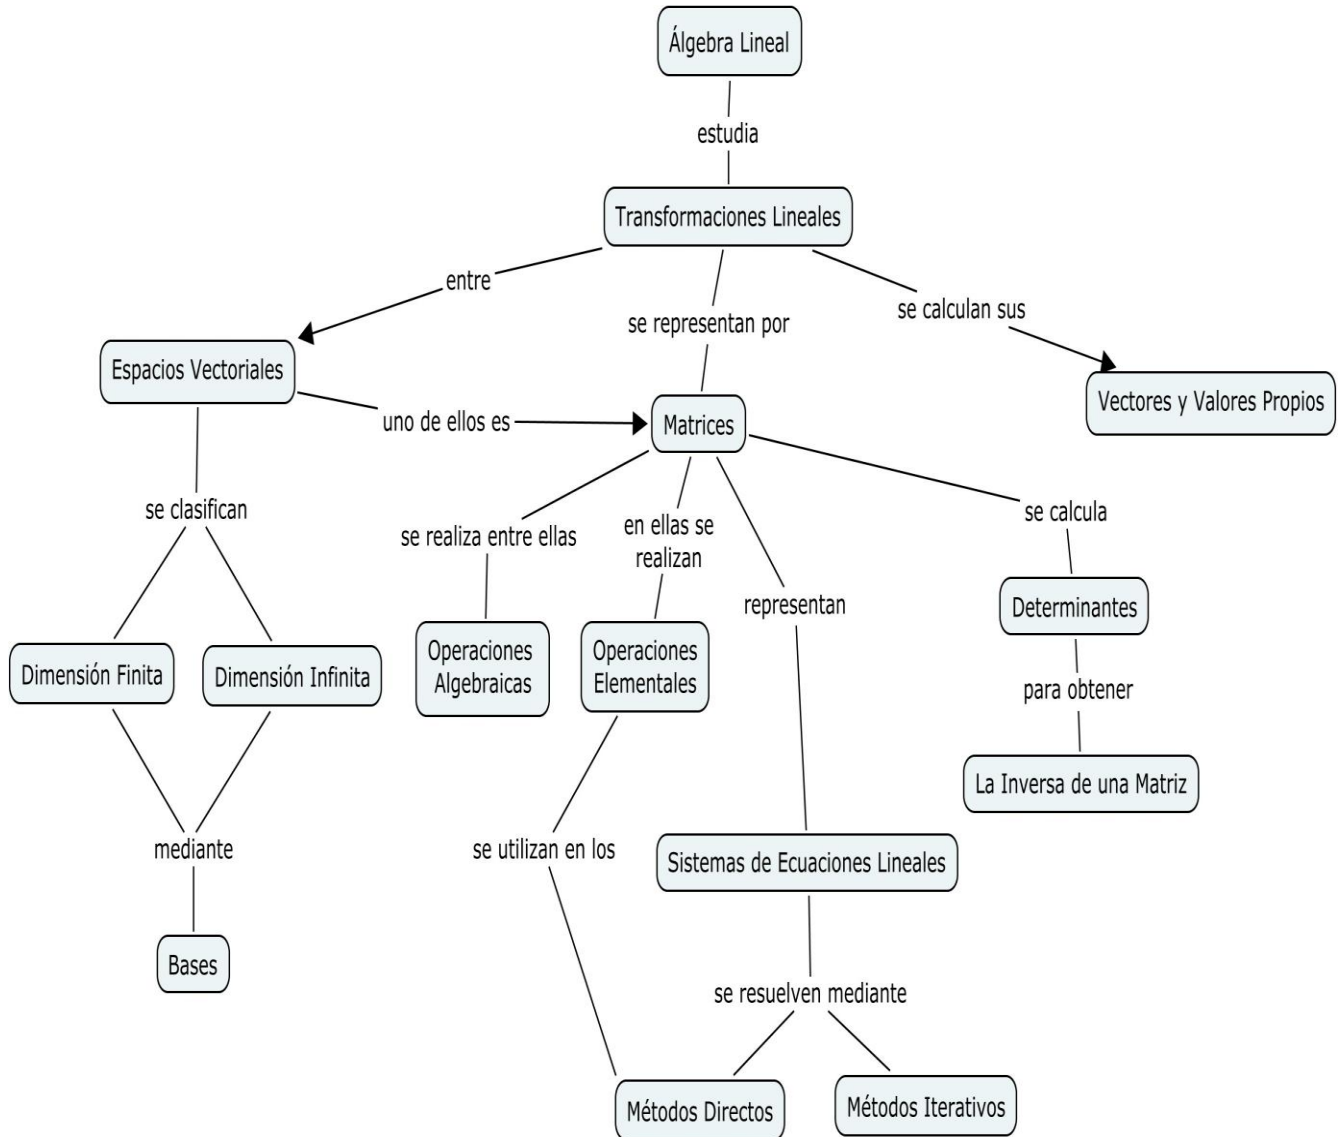 Álgebra Lineal
estudia
Transformaciones Lineales
entre
se representan por
se calculan sus
Espacios Vectoriales
uno de ellos es
Matrices
Vectores y Valores Propios
se clasifican
se realiza entre ellas
en ellas se
realizan
representan
se calcula
Dimensión Finita
Dimensión Infinita
Operaciones
Algebraicas
Operaciones
Elementales
Determinantes
para obtener
La Inversa de una Matriz
mediante
se utilizan en los
Sistemas de Ecuaciones Lineales
Bases
se resuelven mediante
Métodos Directos
Métodos Iterativos